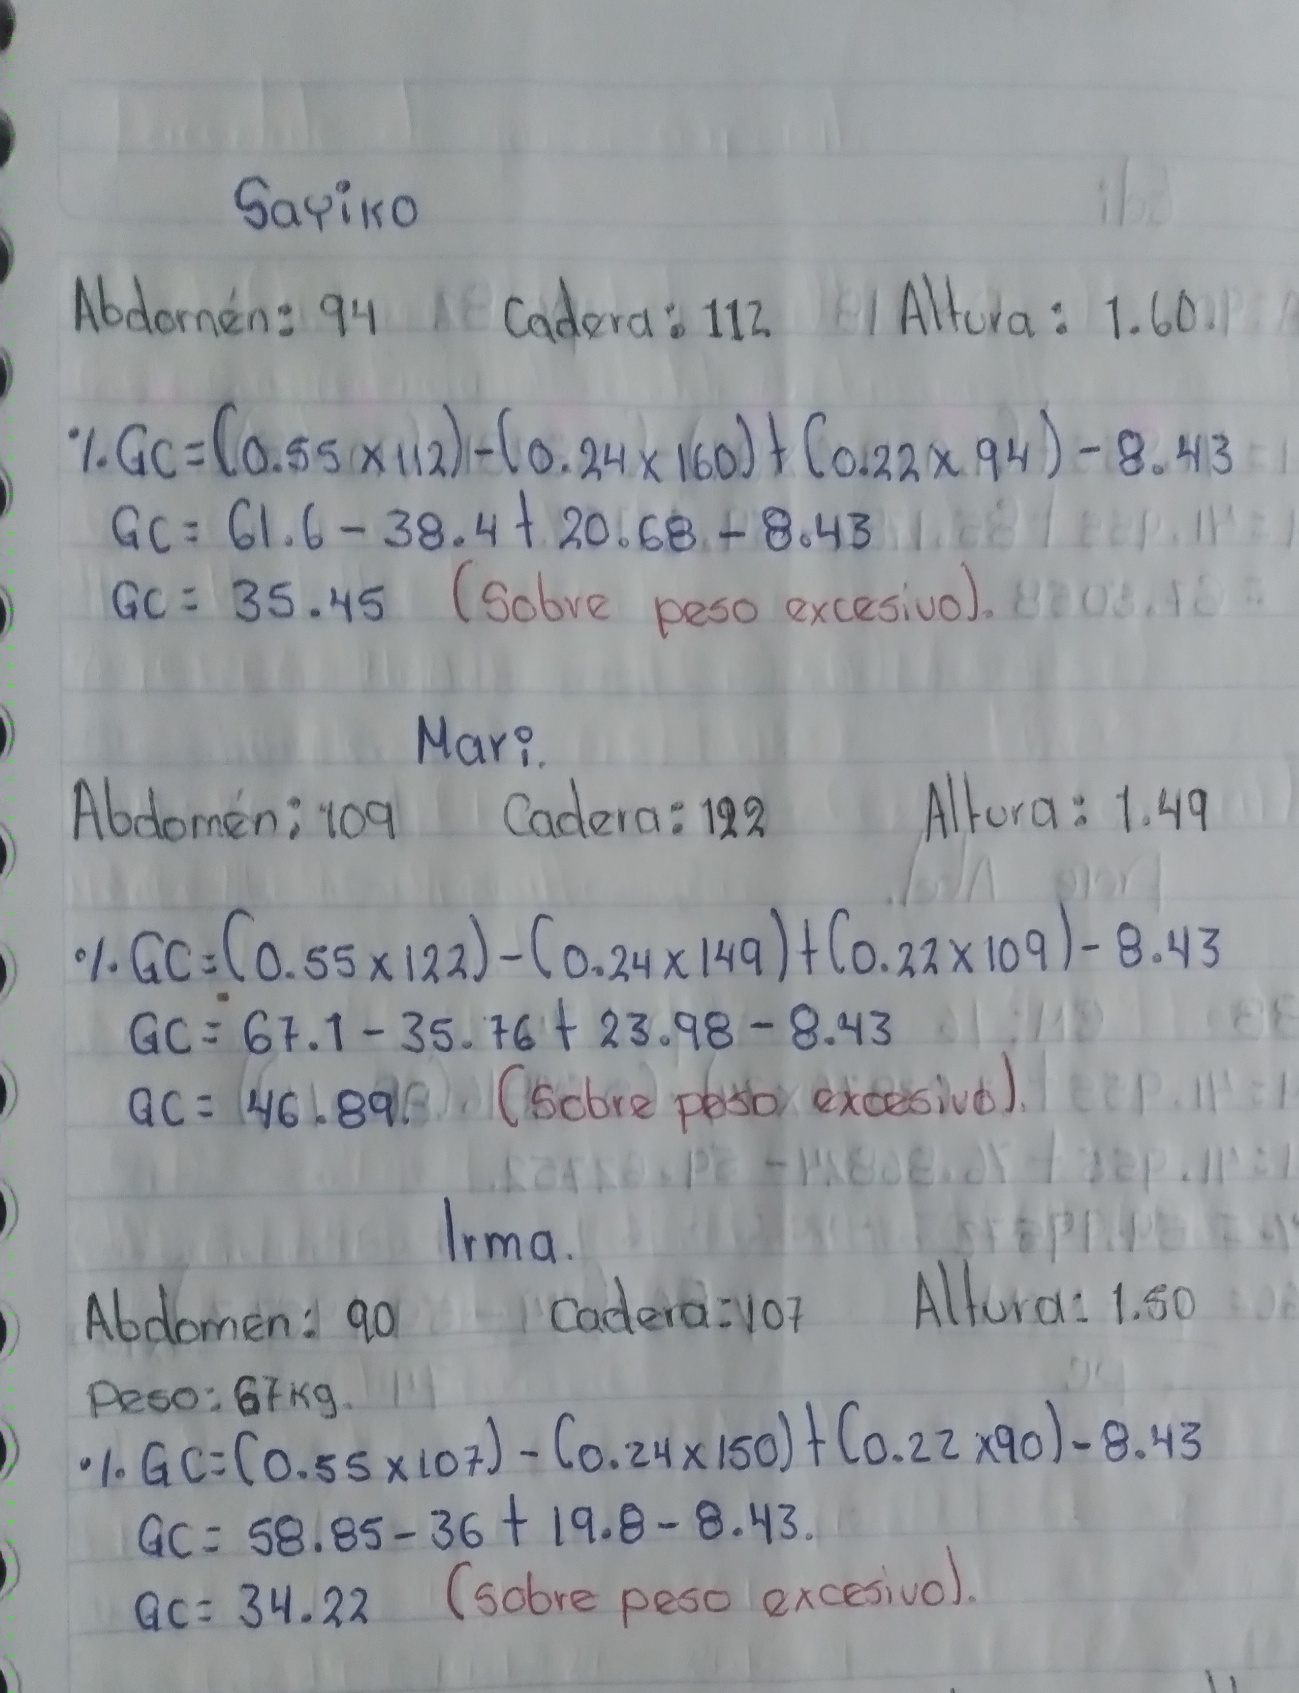 Sayiko
Abdomén: 94 Cadera: 112 Altura: 1.60.
%GC=(0.55x112)-(0.24x160)+(0.22x94)-8.43
GC= 61.6-38.4+20.68-8.43
GC= 35.45 (Sobre peso excesivo).
Mari.
Abdomén: 109 Cadera: 122 Altura: 1.49
%GC=(0.55x122)-(0.24x149)+(0.22x109)-8.43
GC= 67.1-35.76+23.98-8.43
GC= 46.89. (Sobre peso excesivo).
Irma.
Abdomen: 90 Cadera: 107 Altura: 1.50
Peso: 67Kg.
%GC=(0.55x107)-(0.24x150)+(0.22x90)-8.43
GC= 58.85-36+19.8-8.43.
GC= 34.22 (sobre peso excesivo).